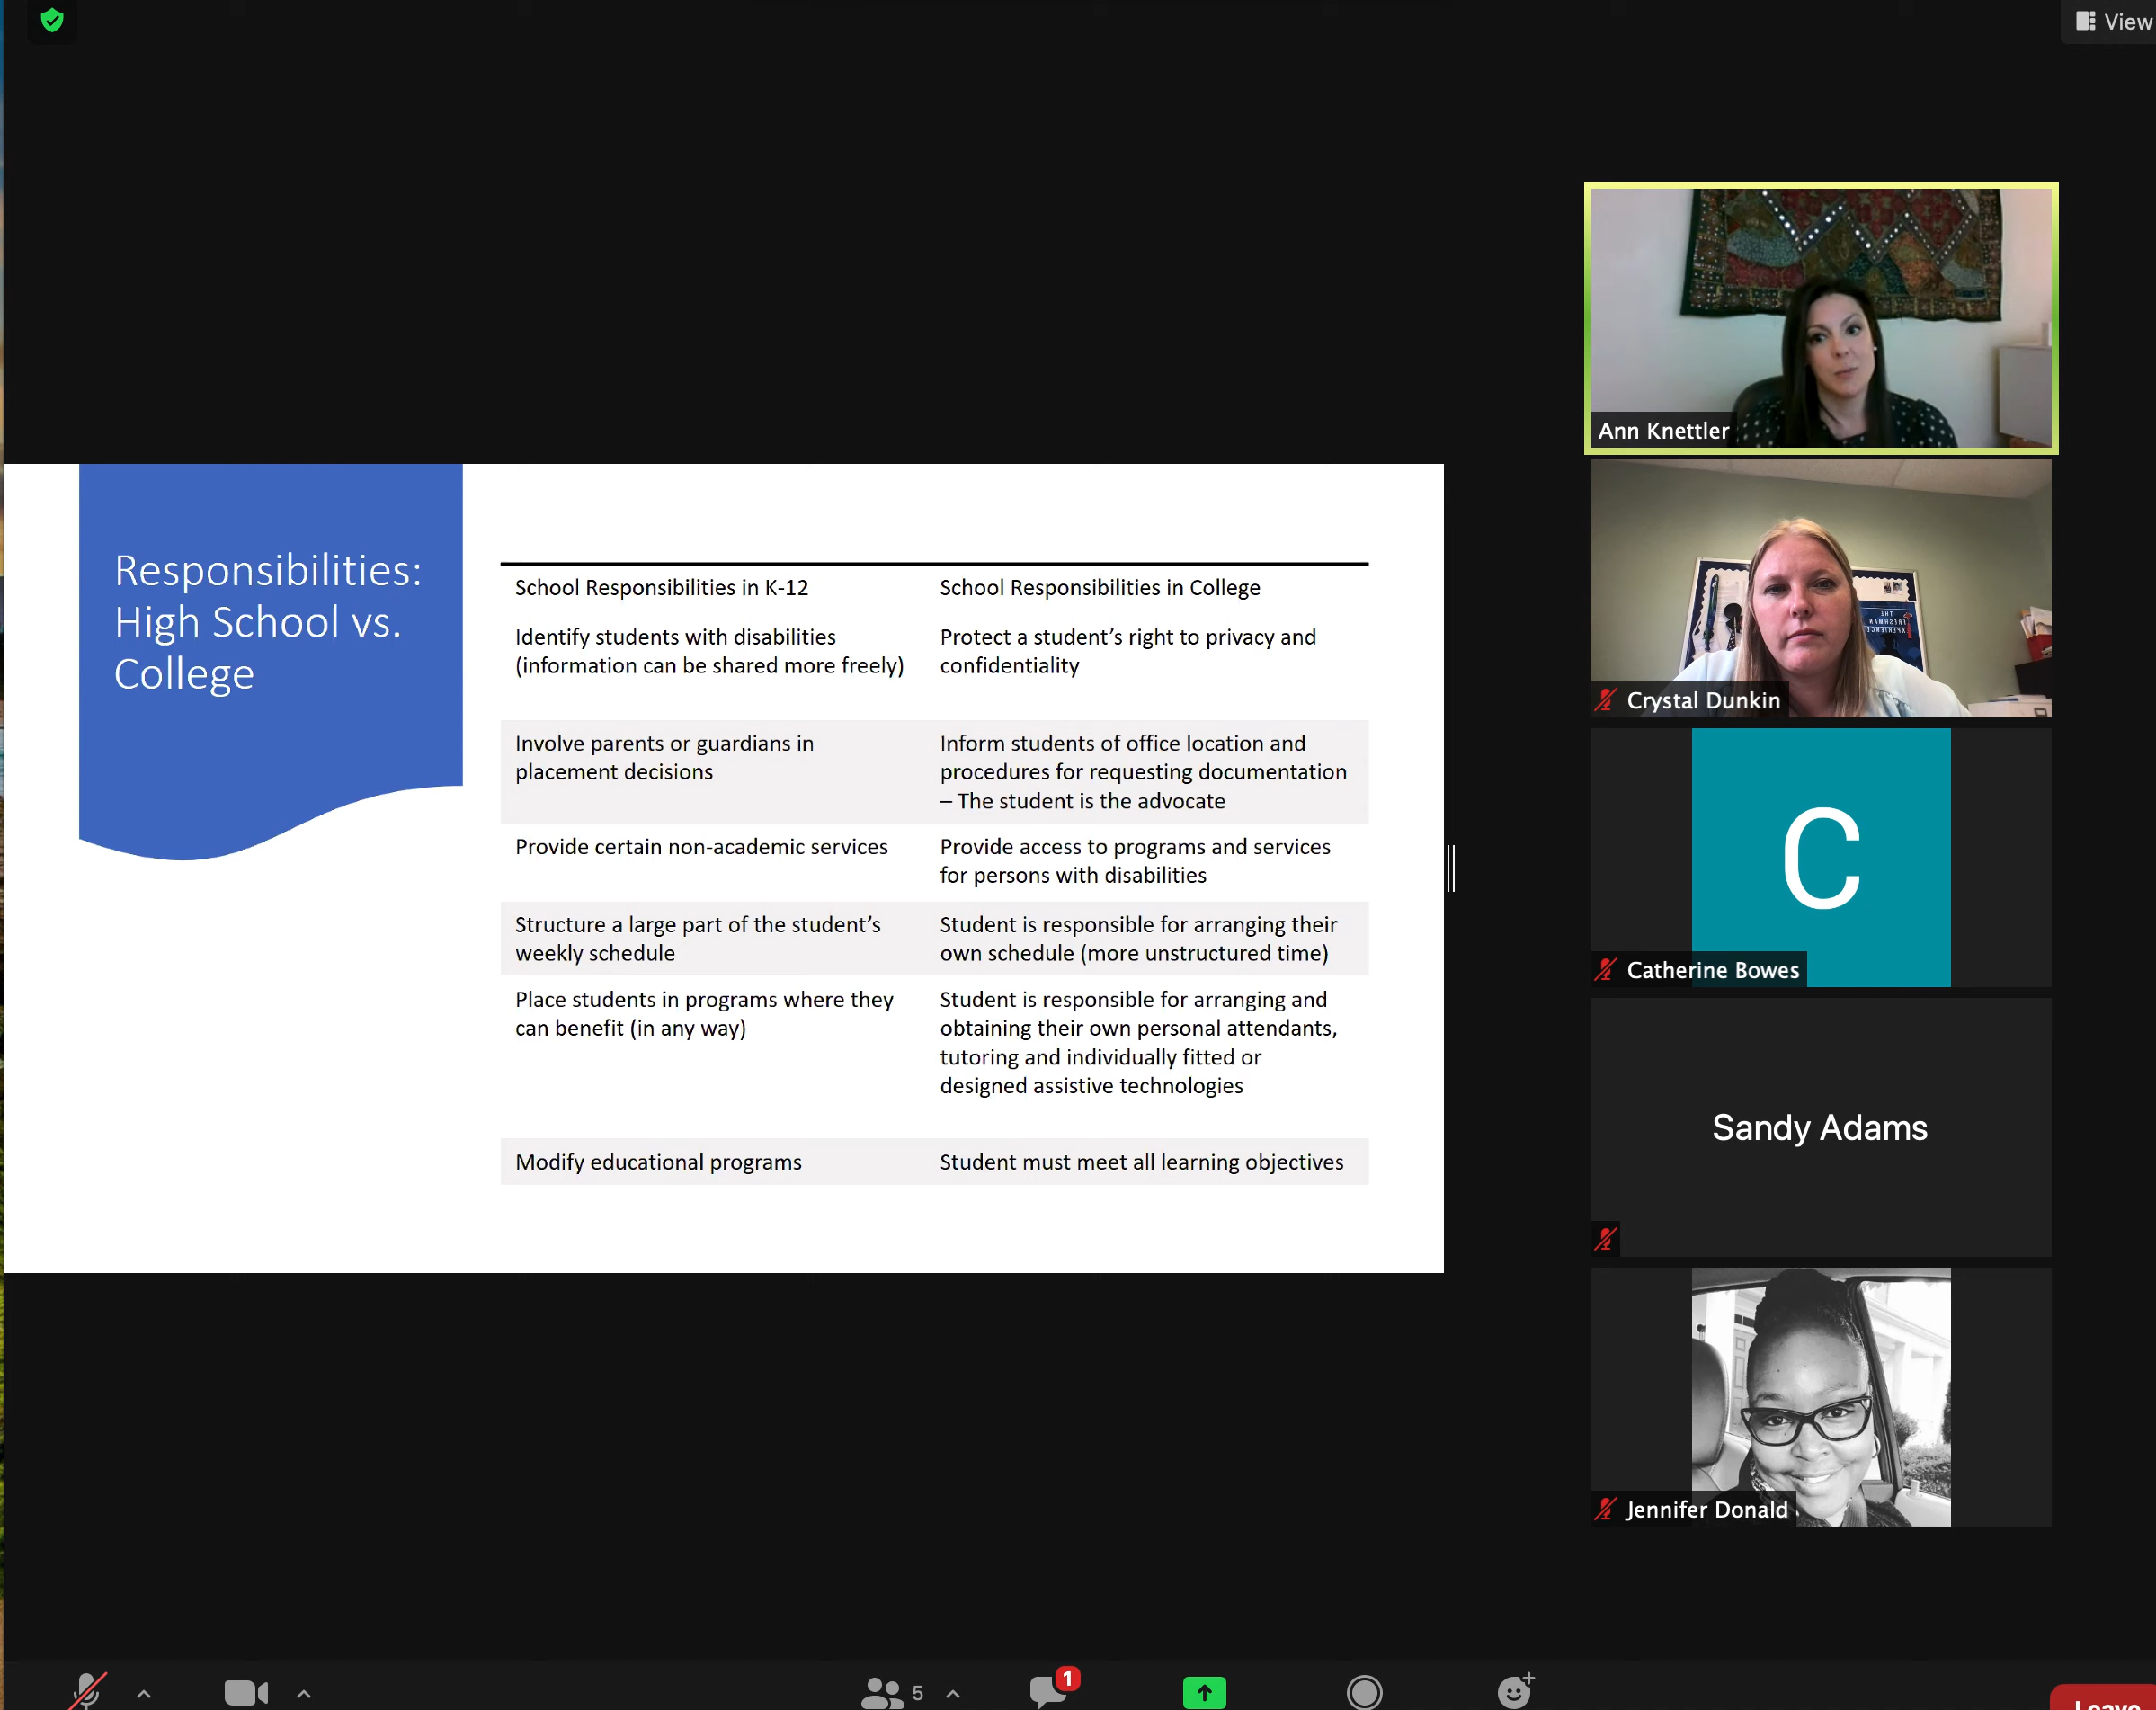 View
Responsibilities:
High School vs.
College
School Responsibilities in K-12
School Responsibilities in College
Identify students with disabilities
(information can be shared more freely)
Protect a student’s right to privacy and
confidentiality
Involve parents or guardians in
placement decisions
Inform students of office location and
procedures for requesting documentation
– The student is the advocate
Provide certain non-academic services
Provide access to programs and services
for persons with disabilities
Structure a large part of the student’s
weekly schedule
Student is responsible for arranging their
own schedule (more unstructured time)
Place students in programs where they
can benefit (in any way)
Student is responsible for arranging and
obtaining their own personal attendants,
tutoring and individually fitted or
designed assistive technologies
Modify educational programs
Student must meet all learning objectives
Ann Knettler
THE
FRESHMAN
EXPERIENCE
Crystal Dunkin
C
Catherine Bowes
Sandy Adams
Jennifer Donald
5
1
Leave